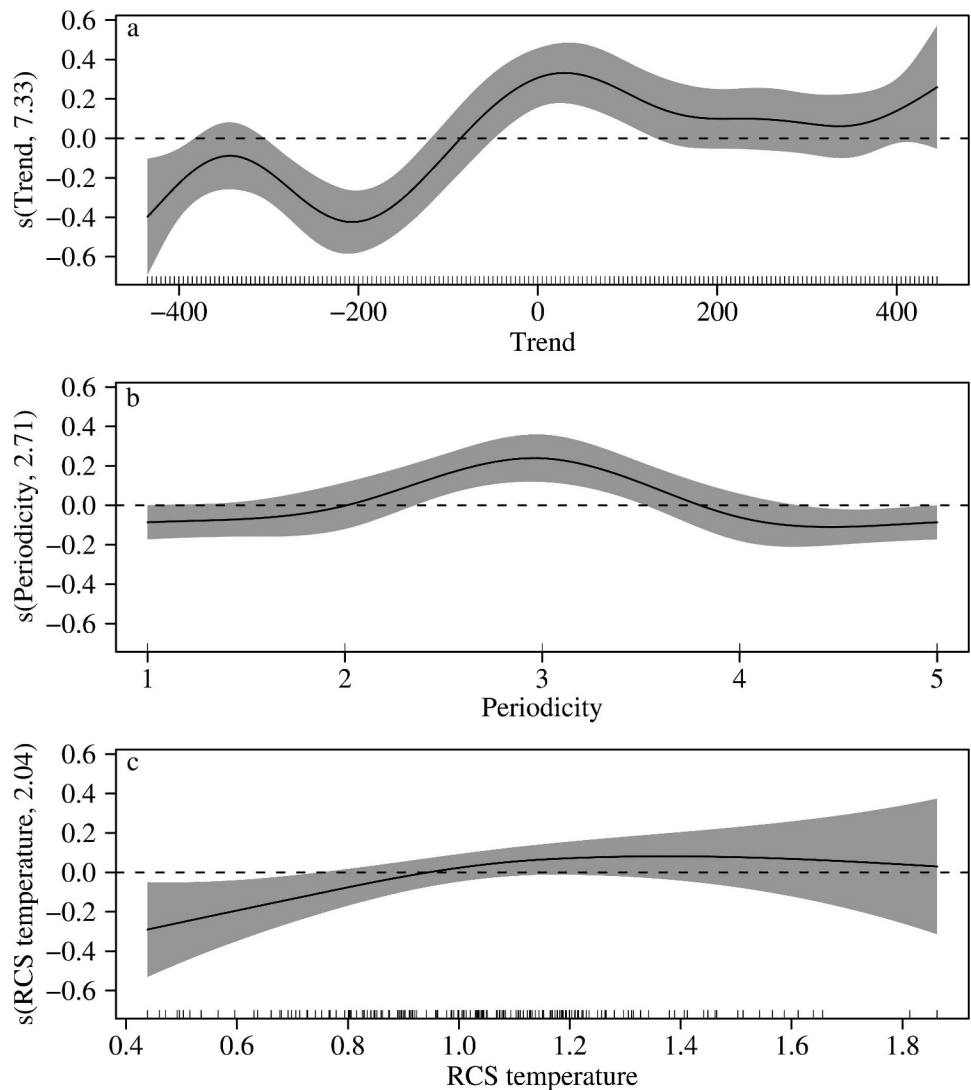 a
s(Trend, 7.33)
0.6
0.4
0.2
0.0
−0.2
−0.4
−0.6
−400 −200 0 200 400
Trend
b
s(Periodicity, 2.71)
0.6
0.4
0.2
0.0
−0.2
−0.4
−0.6
1 2 3 4 5
Periodicity
c
s(RCS temperature, 2.04)
0.6
0.4
0.2
0.0
−0.2
−0.4
−0.6
0.4 0.6 0.8 1.0 1.2 1.4 1.6 1.8
RCS temperature